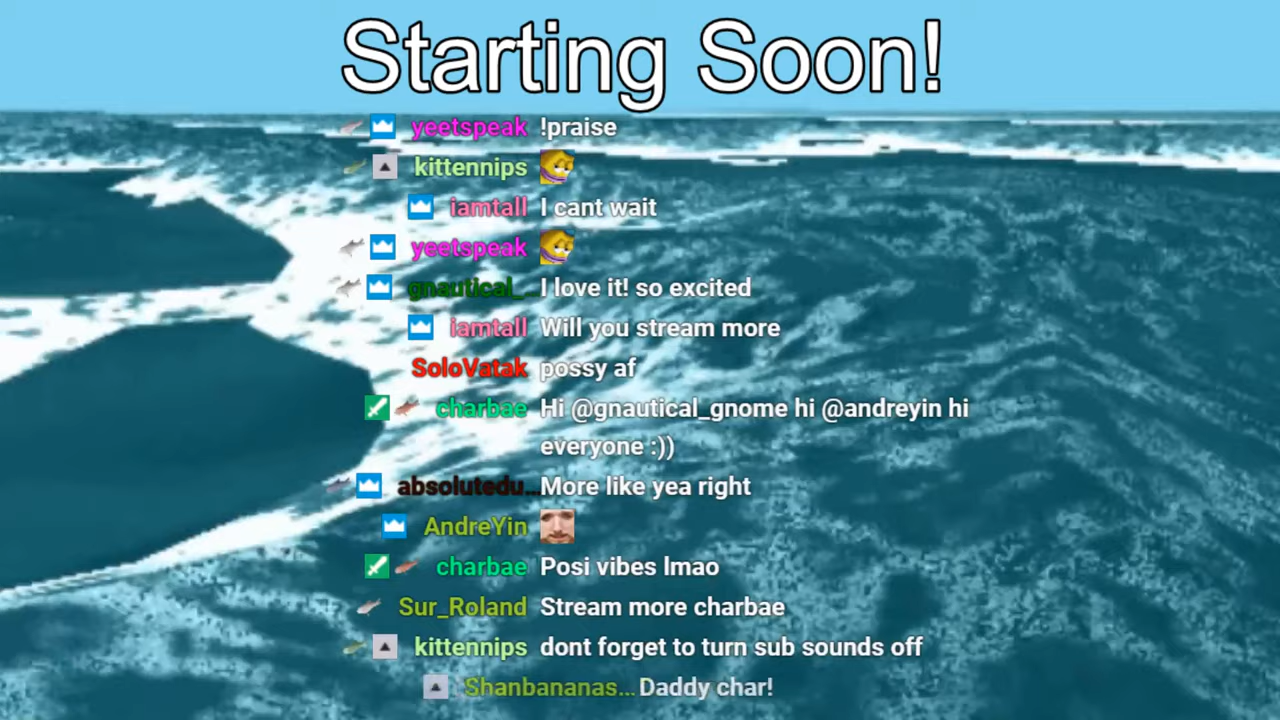 Starting Soon!
yeetspeak !praise
kittennips
iamtall I cant wait
yeetspeak
gnautical_... I love it! so excited
iamtall Will you stream more
SoloVatak possy af
charbae Hi @gnautical_gnome hi @andreyin hi
everyone :))
absolutedu... More like yea right
AndreYin
charbae Posi vibes lmao
Sur_Roland Stream more charbae
kittennips dont forget to turn sub sounds off
Shanbananas... Daddy char!